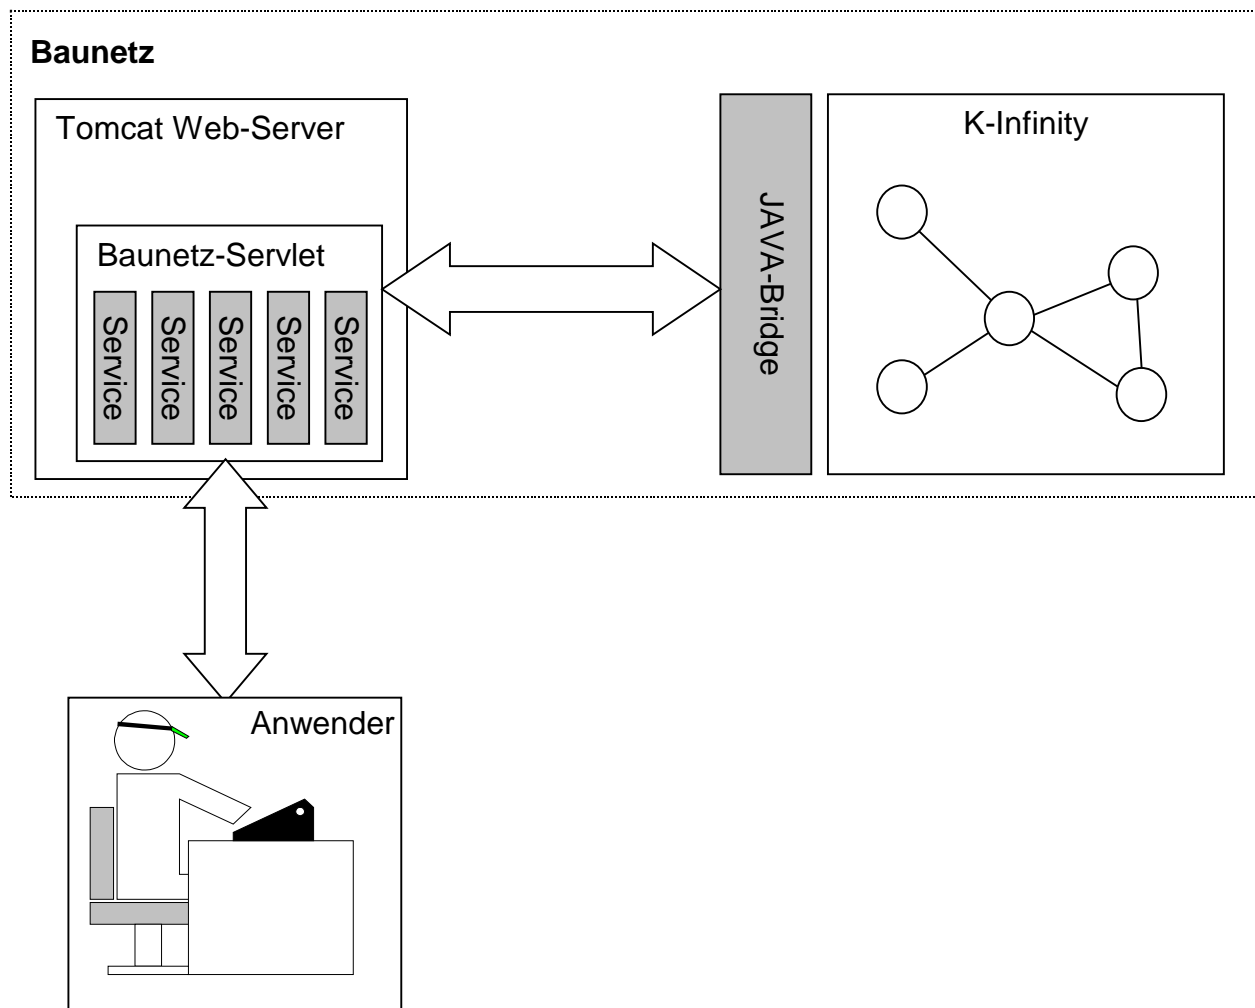 Baunetz
Tomcat Web-Server
Baunetz-Servlet
Service
Service
Service
Service
Service
JAVA-Bridge
K-Infinity
Anwender